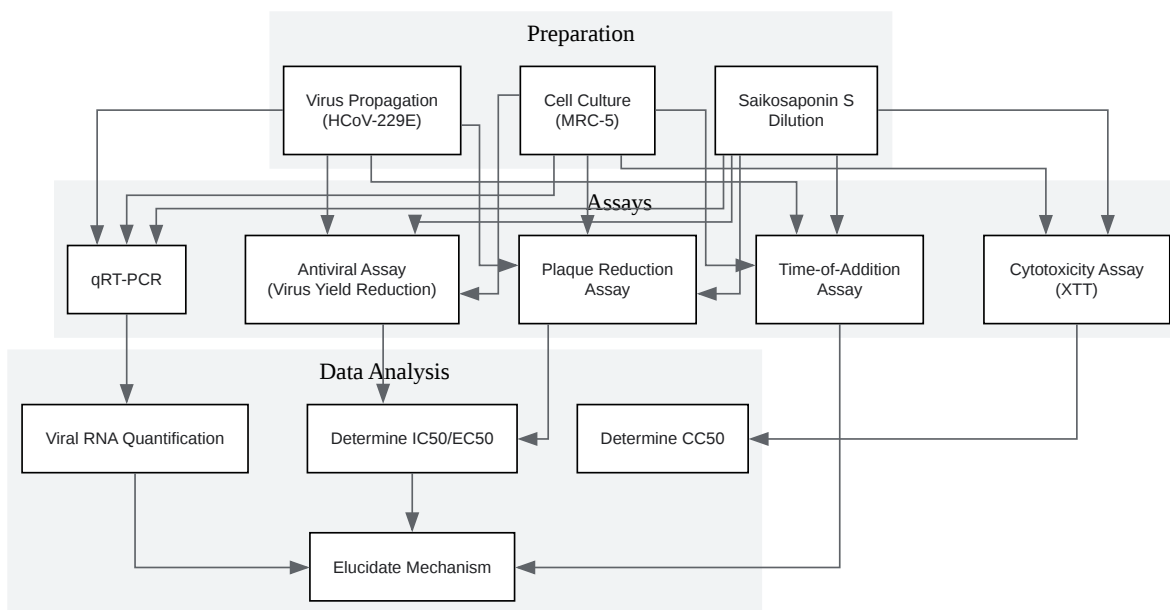 Preparation
Virus Propagation
(HCoV-229E)
Cell Culture
(MRC-5)
Saikosaponin S
Dilution
Assays
qRT-PCR
Antiviral Assay
(Virus Yield Reduction)
Plaque Reduction
Assay
Time-of-Addition
Assay
Cytotoxicity Assay
(XTT)
Data Analysis
Viral RNA Quantification
Determine IC50/EC50
Determine CC50
Elucidate Mechanism